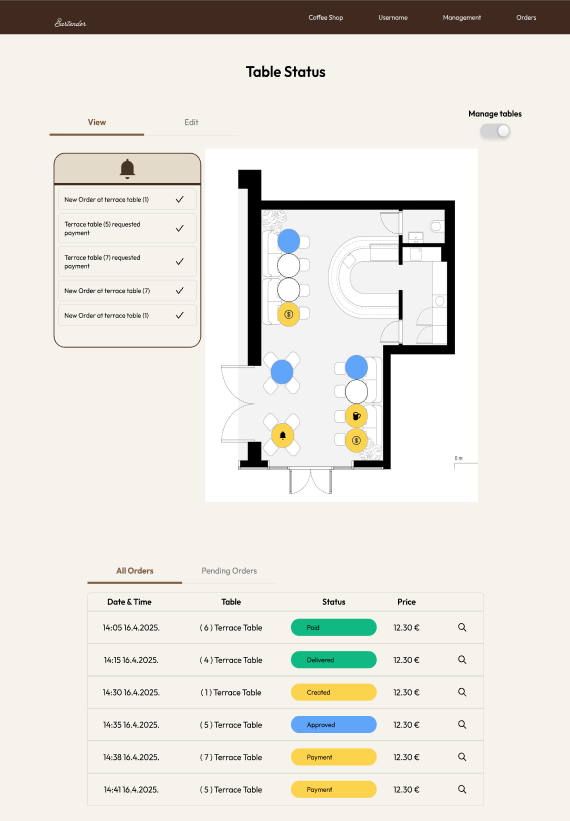 Bartender
Coffee Shop
Username
Management
Orders
Table Status
View
Edit
Manage tables
New Order at terrace table (1)
Terrace table (5) requested
payment
Terrace table (7) requested
payment
New Order at terrace table (7)
New Order at terrace table (1)
$
$
0 m
All Orders
Pending Orders
Date & Time Table Status Price
14:05 16.4.2025. ( 6 ) Terrace Table Paid 12.30 €
14:15 16.4.2025. ( 4 ) Terrace Table Delivered 12.30 €
14:30 16.4.2025. ( 1 ) Terrace Table Created 12.30 €
14:35 16.4.2025. ( 5 ) Terrace Table Approved 12.30 €
14:38 16.4.2025. ( 7 ) Terrace Table Payment 12.30 €
14:41 16.4.2025. ( 5 ) Terrace Table Payment 12.30 €